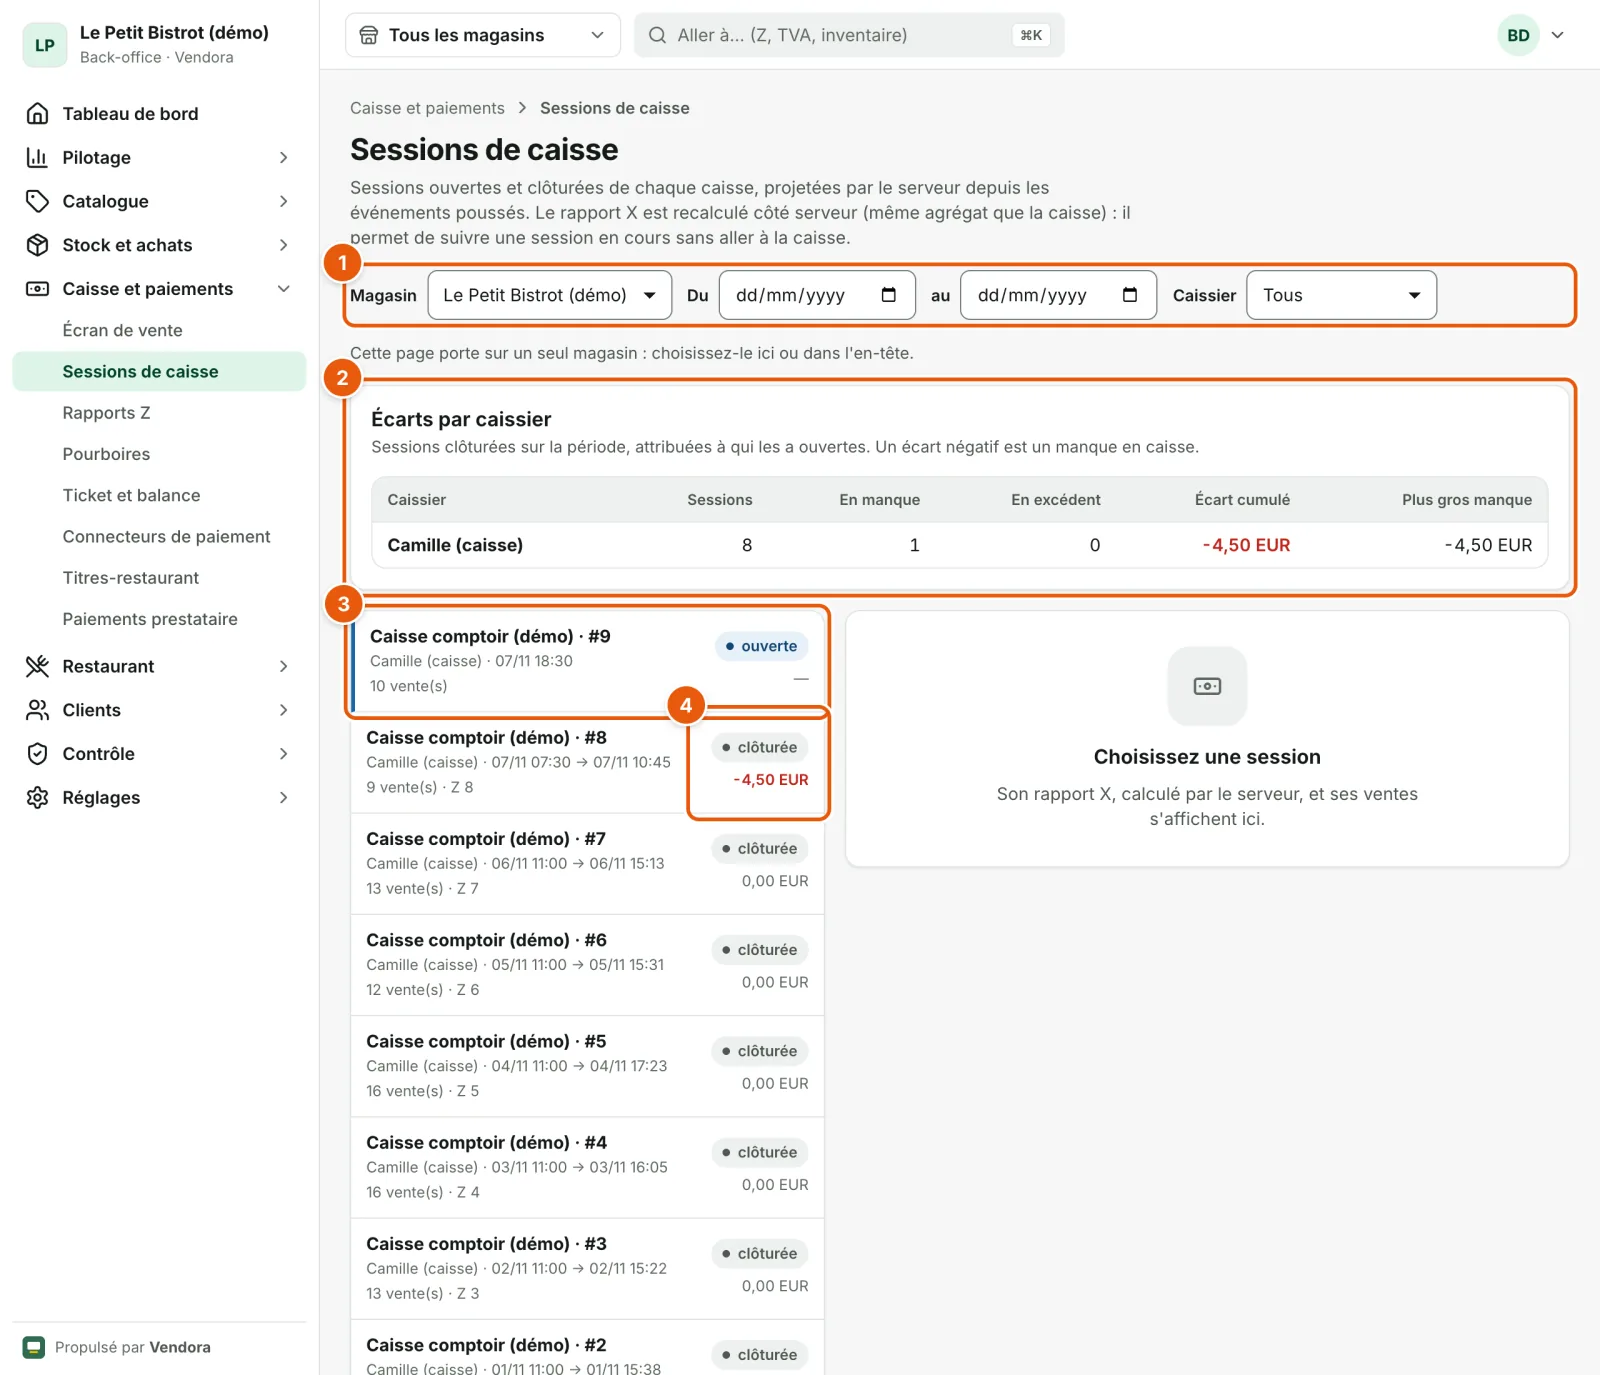 LP
Le Petit Bistrot (démo)
Back-office · Vendora
Tous les magasins
Aller à... (Z, TVA, inventaire)
⌘K
BD
Tableau de bord
Pilotage
Catalogue
Stock et achats
Caisse et paiements
Écran de vente
Sessions de caisse
Rapports Z
Pourboires
Ticket et balance
Connecteurs de paiement
Titres-restaurant
Paiements prestataire
Restaurant
Clients
Contrôle
Réglages
Propulsé par Vendora
Caisse et paiements > Sessions de caisse
Sessions de caisse
Sessions ouvertes et clôturées de chaque caisse, projetées par le serveur depuis les
événements poussés. Le rapport X est recalculé côté serveur (même agrégat que la caisse) : il
permet de suivre une session en cours sans aller à la caisse.
1
Magasin Le Petit Bistrot (démo) Du dd/mm/yyyy au dd/mm/yyyy Caissier Tous
Cette page porte sur un seul magasin : choisissez-le ici ou dans l'en-tête.
2
Écarts par caissier
Sessions clôturées sur la période, attribuées à qui les a ouvertes. Un écart négatif est un manque en caisse.
Caissier Sessions En manque En excédent Écart cumulé Plus gros manque
Camille (caisse) 8 1 0 -4,50 EUR -4,50 EUR
3
Caisse comptoir (démo) · #9
ouverte
Camille (caisse) · 07/11 18:30
—
10 vente(s)
4
Caisse comptoir (démo) · #8
clôturée
Camille (caisse) · 07/11 07:30 → 07/11 10:45
-4,50 EUR
9 vente(s) · Z 8
Caisse comptoir (démo) · #7
clôturée
Camille (caisse) · 06/11 11:00 → 06/11 15:13
0,00 EUR
13 vente(s) · Z 7
Caisse comptoir (démo) · #6
clôturée
Camille (caisse) · 05/11 11:00 → 05/11 15:31
0,00 EUR
12 vente(s) · Z 6
Caisse comptoir (démo) · #5
clôturée
Camille (caisse) · 04/11 11:00 → 04/11 17:23
0,00 EUR
16 vente(s) · Z 5
Caisse comptoir (démo) · #4
clôturée
Camille (caisse) · 03/11 11:00 → 03/11 16:05
0,00 EUR
16 vente(s) · Z 4
Caisse comptoir (démo) · #3
clôturée
Camille (caisse) · 02/11 11:00 → 02/11 15:22
0,00 EUR
13 vente(s) · Z 3
Caisse comptoir (démo) · #2
clôturée
Camille (caisse) · 01/11 11:00 → 01/11 15:38
Choisissez une session
Son rapport X, calculé par le serveur, et ses ventes
s'affichent ici.